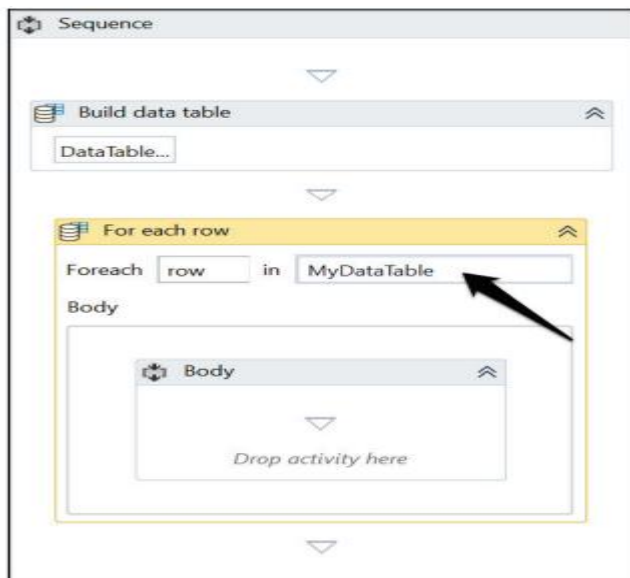 Sequence
Build data table
DataTable...
For each row
Foreach row in MyDataTable
Body
Body
Drop activity here